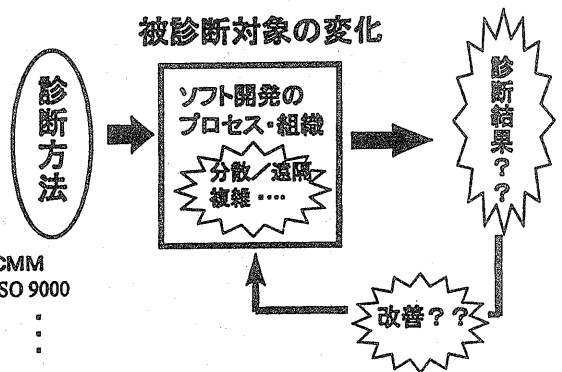 被診断対象の変化
診断方法
ソフト開発の
プロセス・組織
分散／遠隔
複雑 ‥‥
診断結果？？
CMM
ISO 9000
改善？？